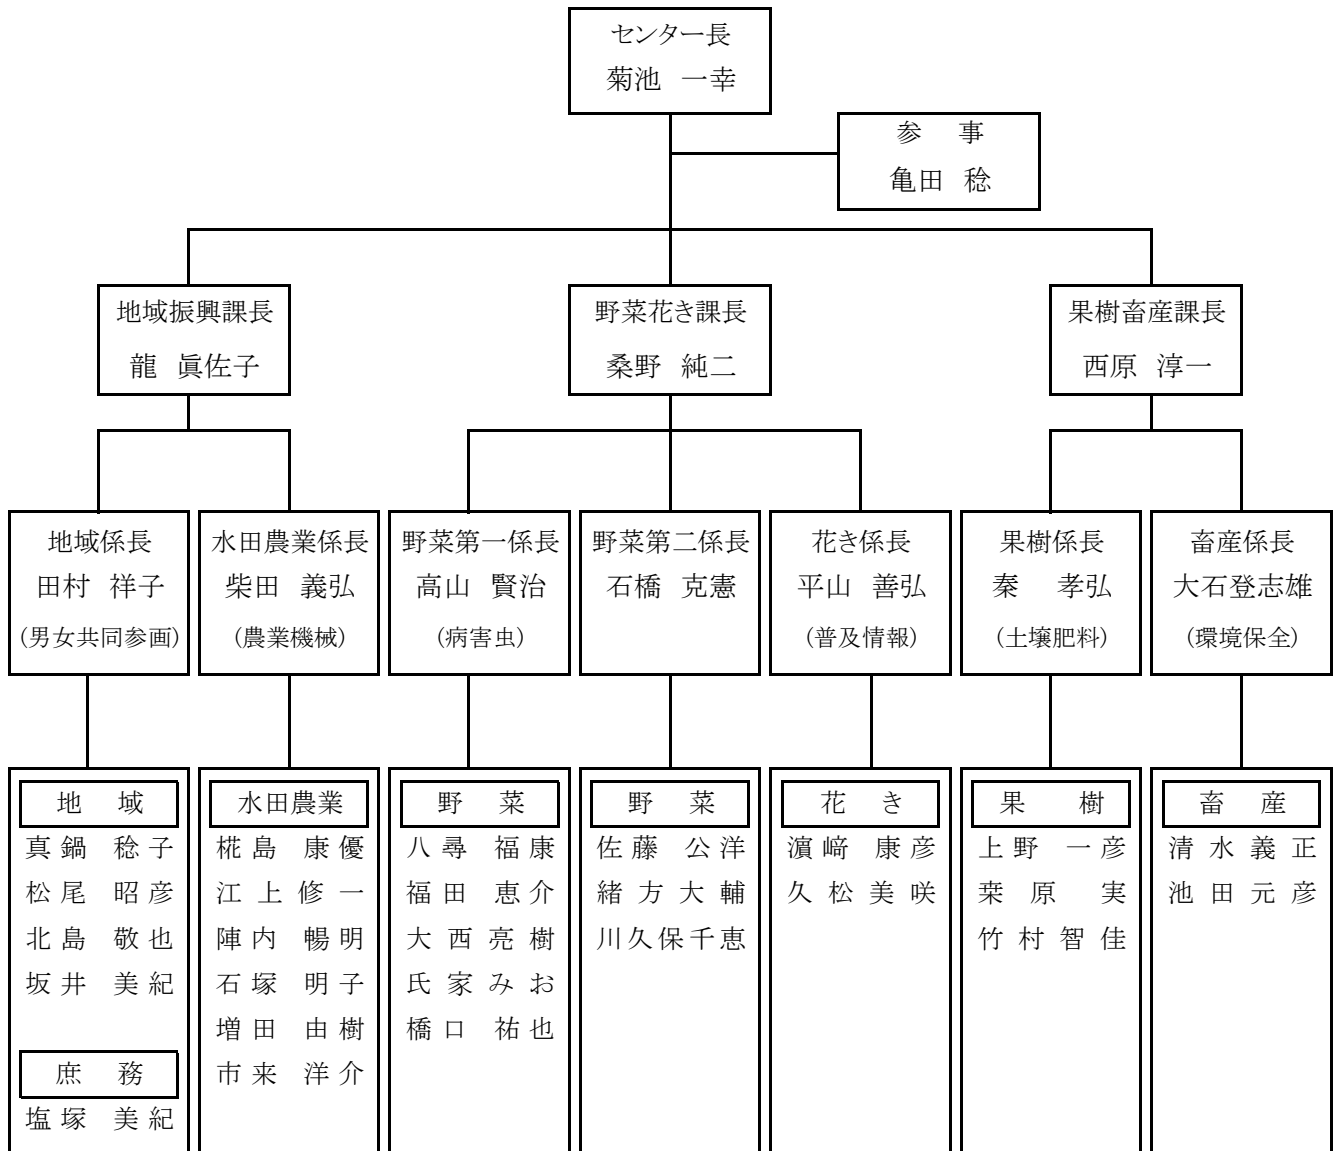 センター長
菊池 一幸
参 事
亀田 稔
地域振興課長
龍 眞佐子
野菜花き課長
桑野 純二
果樹畜産課長
西原 淳一
地域係長
田村 祥子
(男女共同参画)
水田農業係長
柴田 義弘
(農業機械)
野菜第一係長
高山 賢治
(病害虫)
野菜第二係長
石橋 克憲
花き係長
平山 善弘
(普及情報)
果樹係長
秦 孝弘
(土壌肥料)
畜産係長
大石登志雄
(環境保全)
地 域
真鍋 稔子
松尾 昭彦
北島 敬也
坂井 美紀
庶 務
塩塚 美紀
水田農業
椛島 康優
江上修一
陣内 暢明
石塚 明子
増田 由樹
市来 洋介
野 菜
八尋 福康
福田 恵介
大西亮樹
氏家みお
橋口 祐也
野 菜
佐藤 公洋
緒方大輔
川久保千恵
花 き
濵﨑 康彦
久松美咲
果 樹
上野 一彦
栞原 実
竹村智佳
畜 産
清水義正
池田元彦